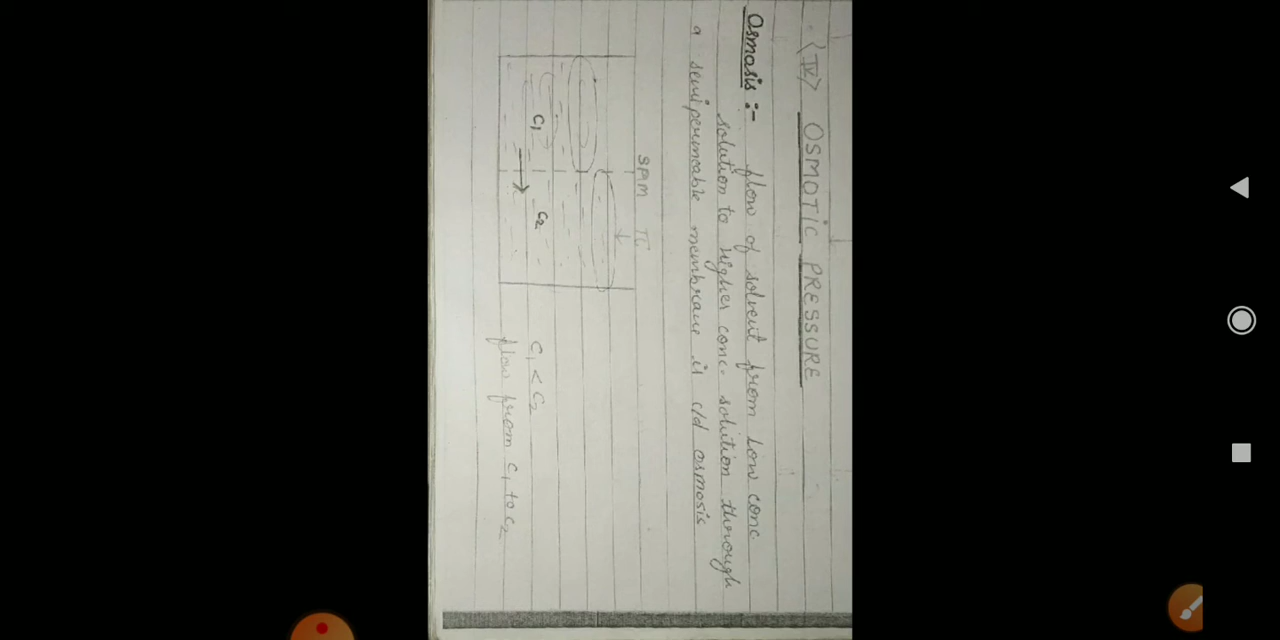 <IV> OSMOTIC PRESSURE
Osmasis :- flow of solvent from low conc
solution to higher conc. solution through
a semipermeable membrane is c/d osmosis
SPM π
C1 C2
C1 < C2
flow from C1 to C2